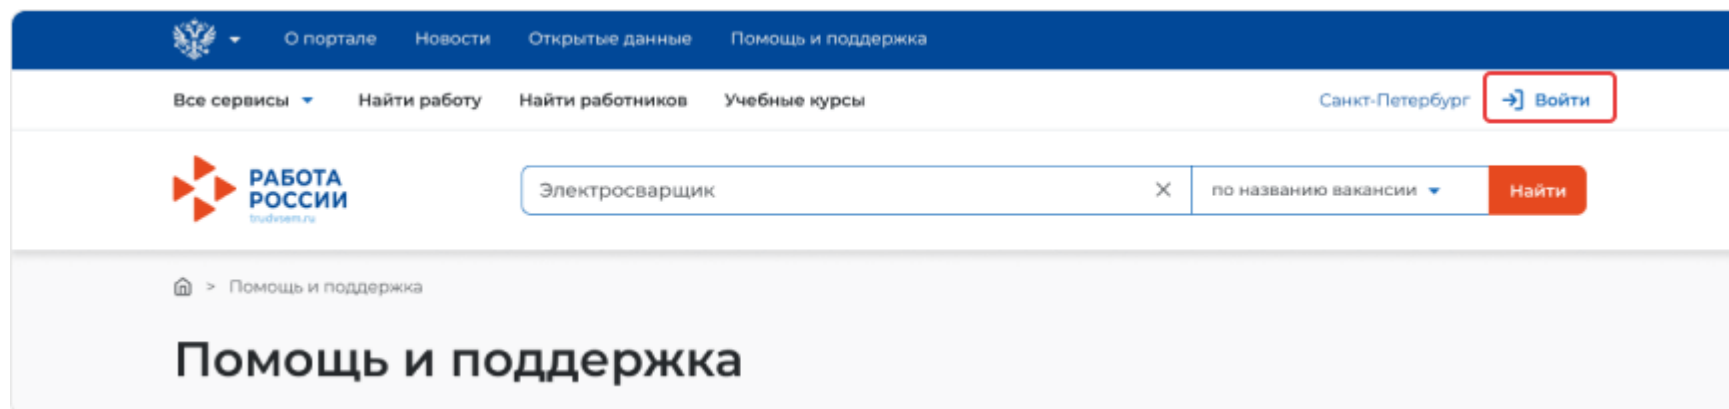 О портале Новости Открытые данные Помощь и поддержка
Все сервисы Найти работу Найти работников Учебные курсы Санкт-Петербург Войти
РАБОТА
РОССИИ
trudvsem.ru
Электросварщик × по названию вакансии Найти
> Помощь и поддержка
Помощь и поддержка